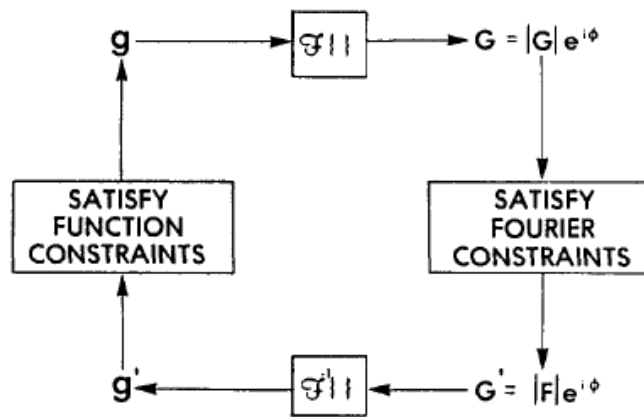 g
ℱ{ }
G = |G| e^{iϕ}
SATISFY
FUNCTION
CONSTRAINTS
SATISFY
FOURIER
CONSTRAINTS
g'
ℱ⁻¹{ }
G' = |F| e^{iϕ}